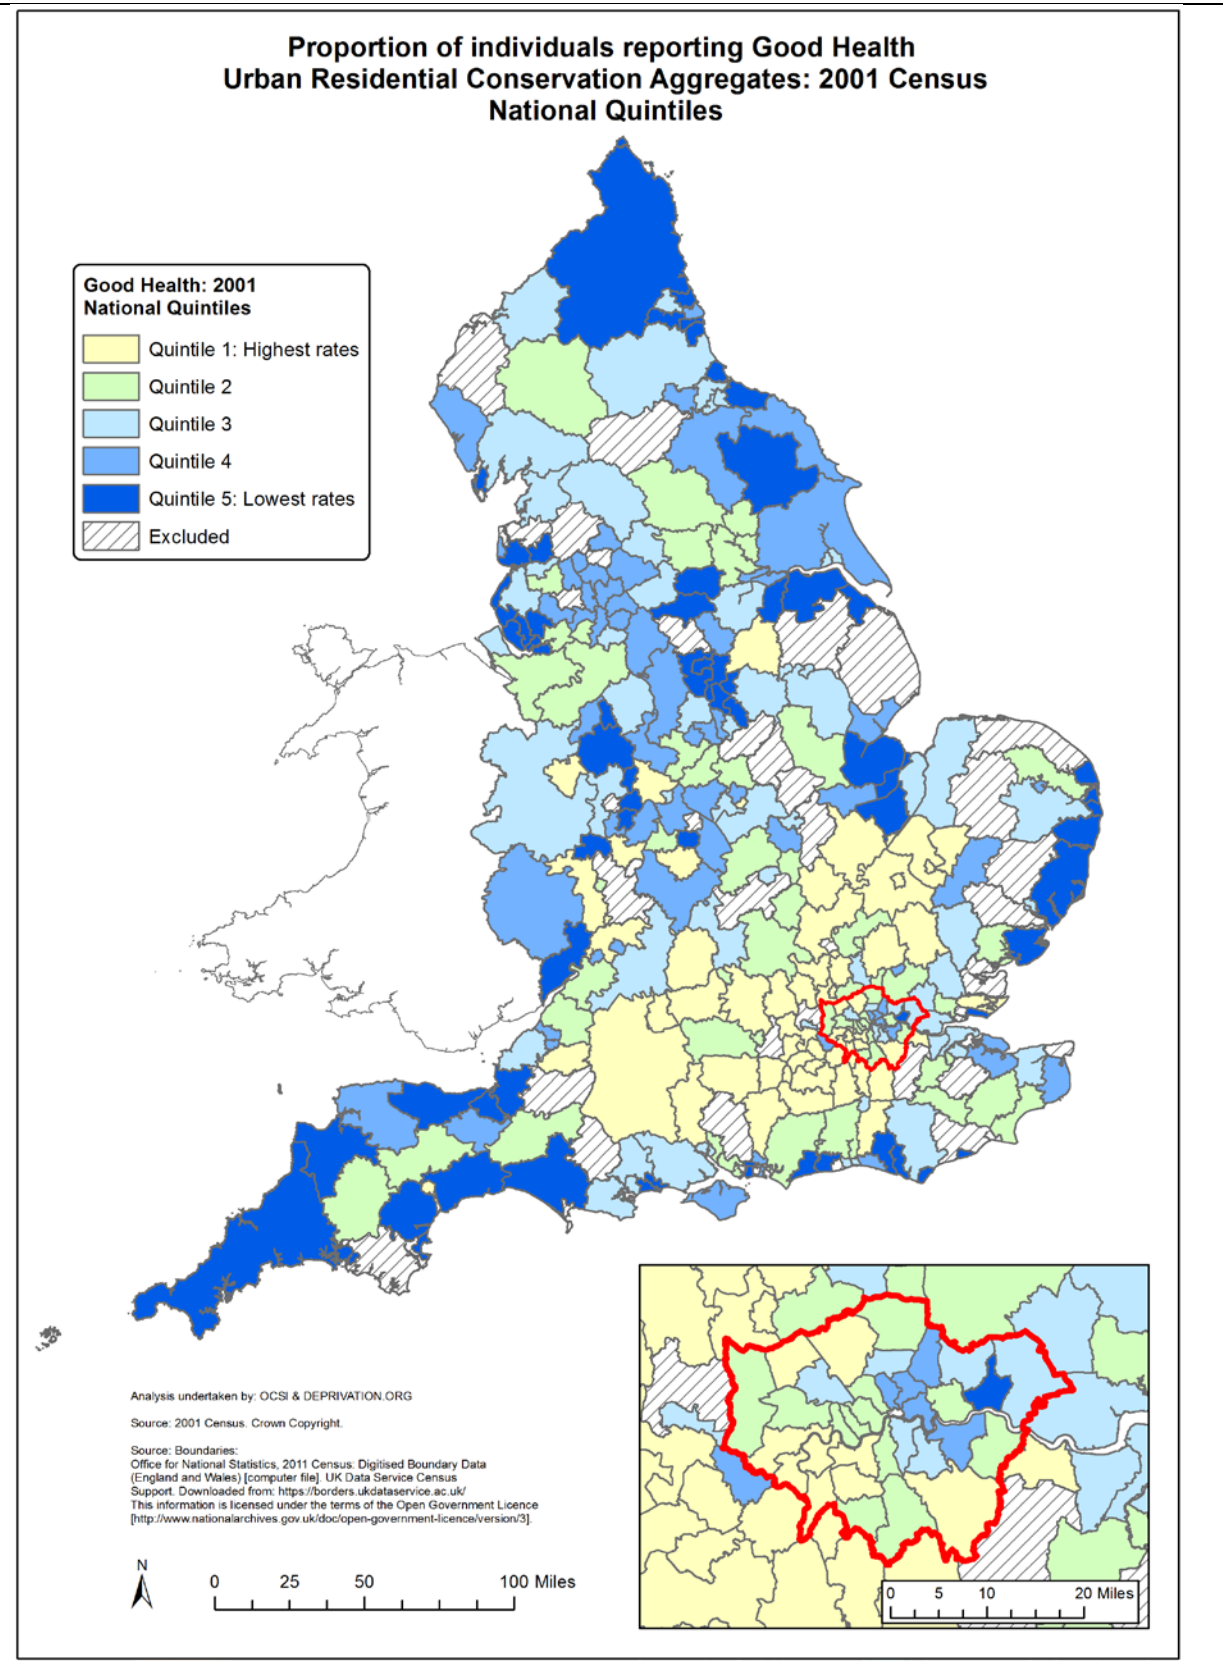 Proportion of individuals reporting Good Health
Urban Residential Conservation Aggregates: 2001 Census
National Quintiles
Good Health: 2001
National Quintiles
Quintile 1: Highest rates
Quintile 2
Quintile 3
Quintile 4
Quintile 5: Lowest rates
Excluded
Analysis undertaken by: OCSI & DEPRIVATION.ORG
Source: 2001 Census. Crown Copyright.
Source: Boundaries:
Office for National Statistics, 2011 Census: Digitised Boundary Data
(England and Wales) [computer file]. UK Data Service Census
Support. Downloaded from: https://borders.ukdataservice.ac.uk/
This information is licensed under the terms of the Open Government Licence
[http://www.nationalarchives.gov.uk/doc/open-government-licence/version/3].
N
0 25 50 100 Miles
0 5 10 20 Miles